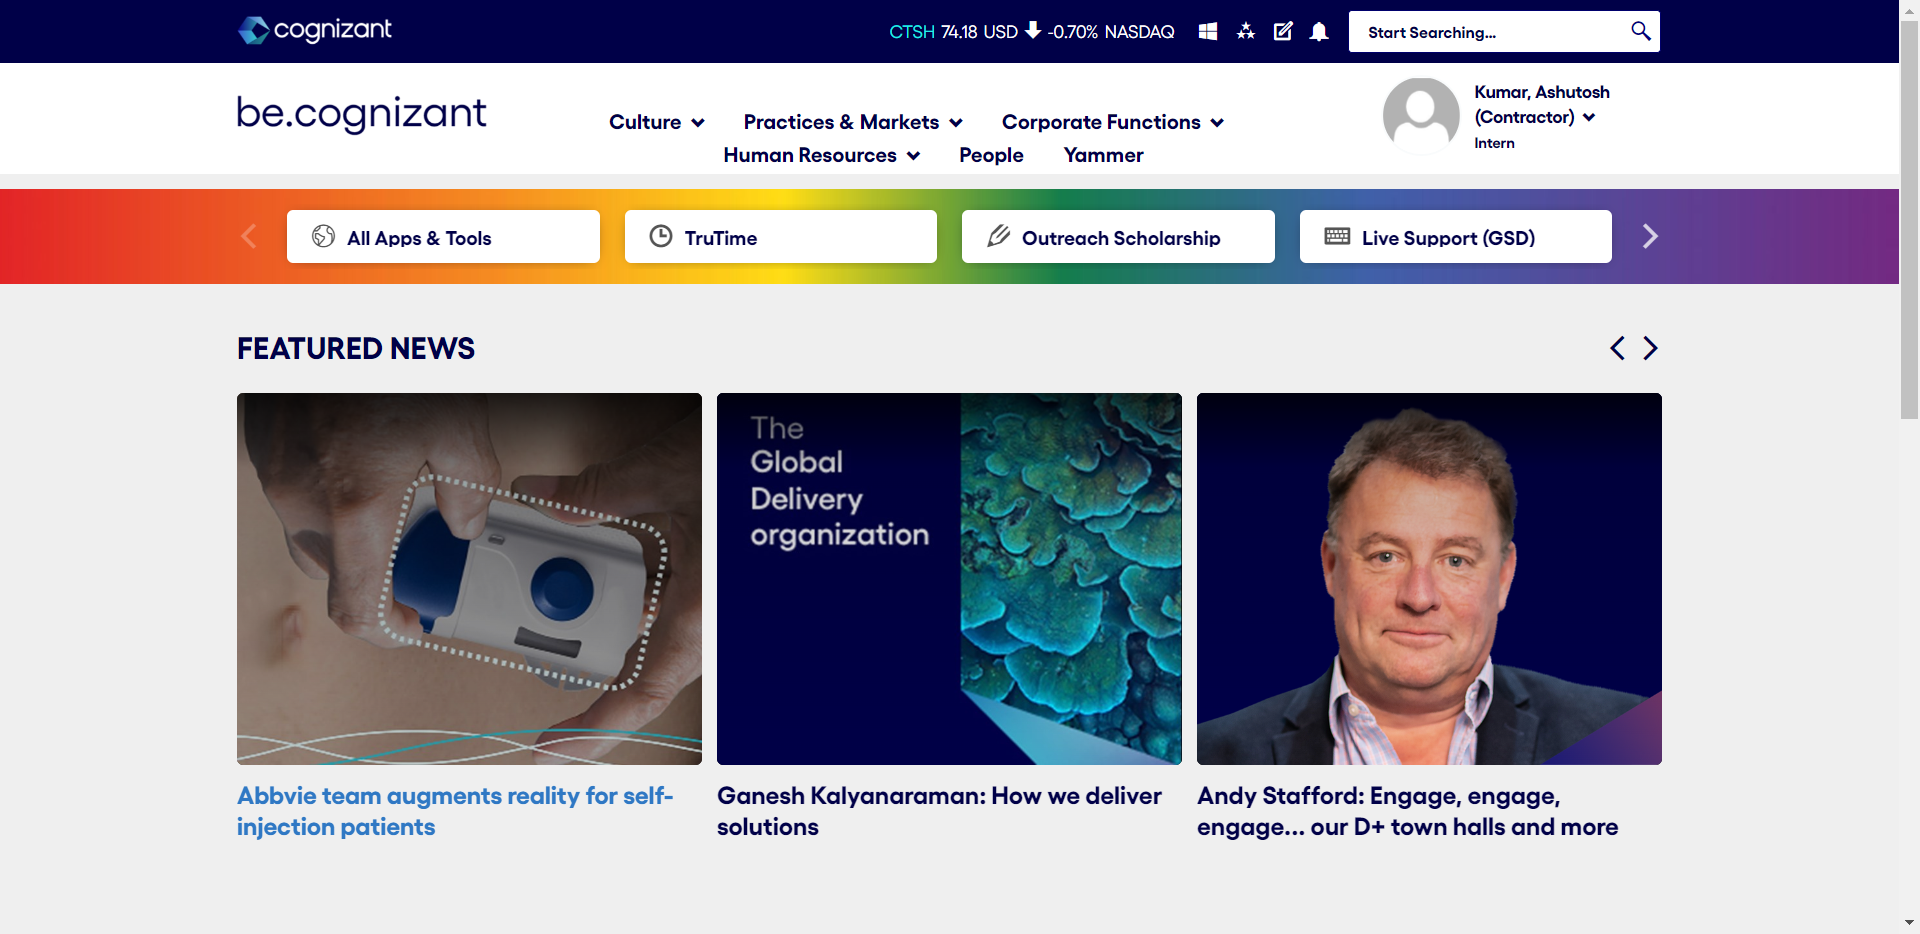 cognizant
CTSH 74.18 USD -0.70% NASDAQ
Start Searching...
be.cognizant
Culture
Practices & Markets
Corporate Functions
Human Resources
People
Yammer
Kumar, Ashutosh
(Contractor)
Intern
All Apps & Tools
TruTime
Outreach Scholarship
Live Support (GSD)
FEATURED NEWS
The
Global
Delivery
organization
Abbvie team augments reality for self-
injection patients
Ganesh Kalyanaraman: How we deliver
solutions
Andy Stafford: Engage, engage,
engage... our D+ town halls and more